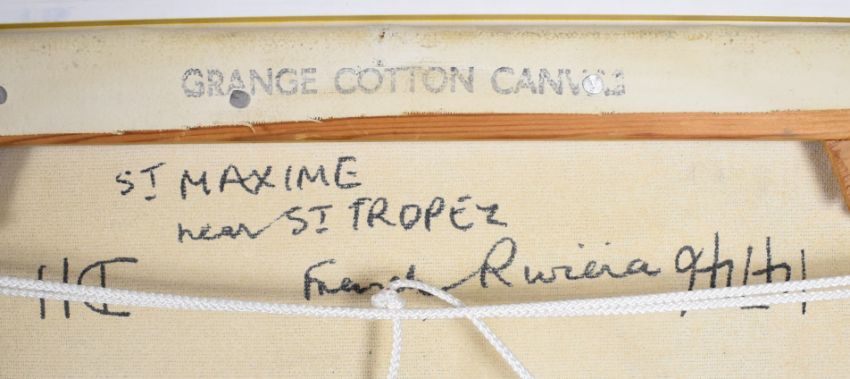 GRANGE COTTON CANVAS
ST MAXIME
near ST TROPEZ
French Riviera